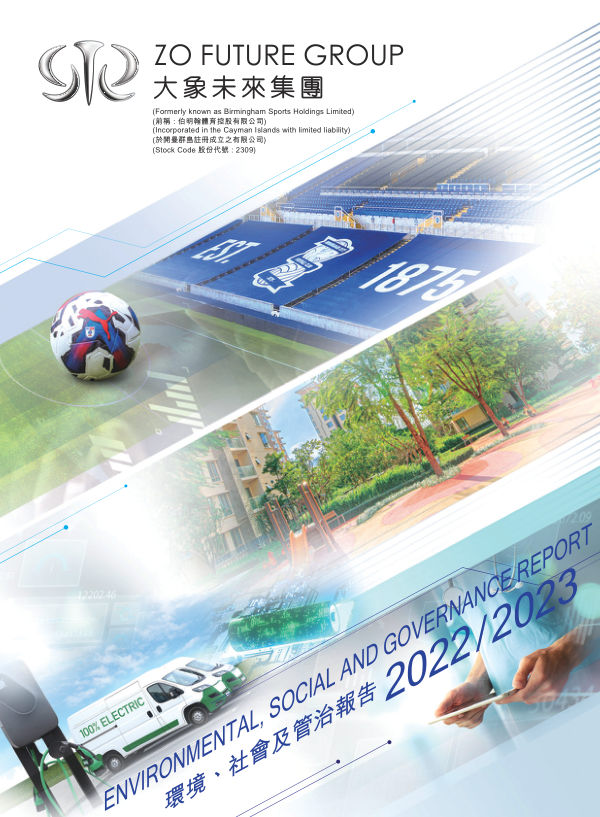 ZO FUTURE GROUP
大象未來集團
(Formerly known as Birmingham Sports Holdings Limited)
(前稱：伯明翰體育控股有限公司)
(Incorporated in the Cayman Islands with limited liability)
(於開曼群島註冊成立之有限公司)
(Stock Code 股份代號 : 2309)
EST.
1875
12202.46
100% ELECTRIC
ENVIRONMENTAL, SOCIAL AND GOVERNANCE REPORT
環境、社會及管治報告 2022/2023